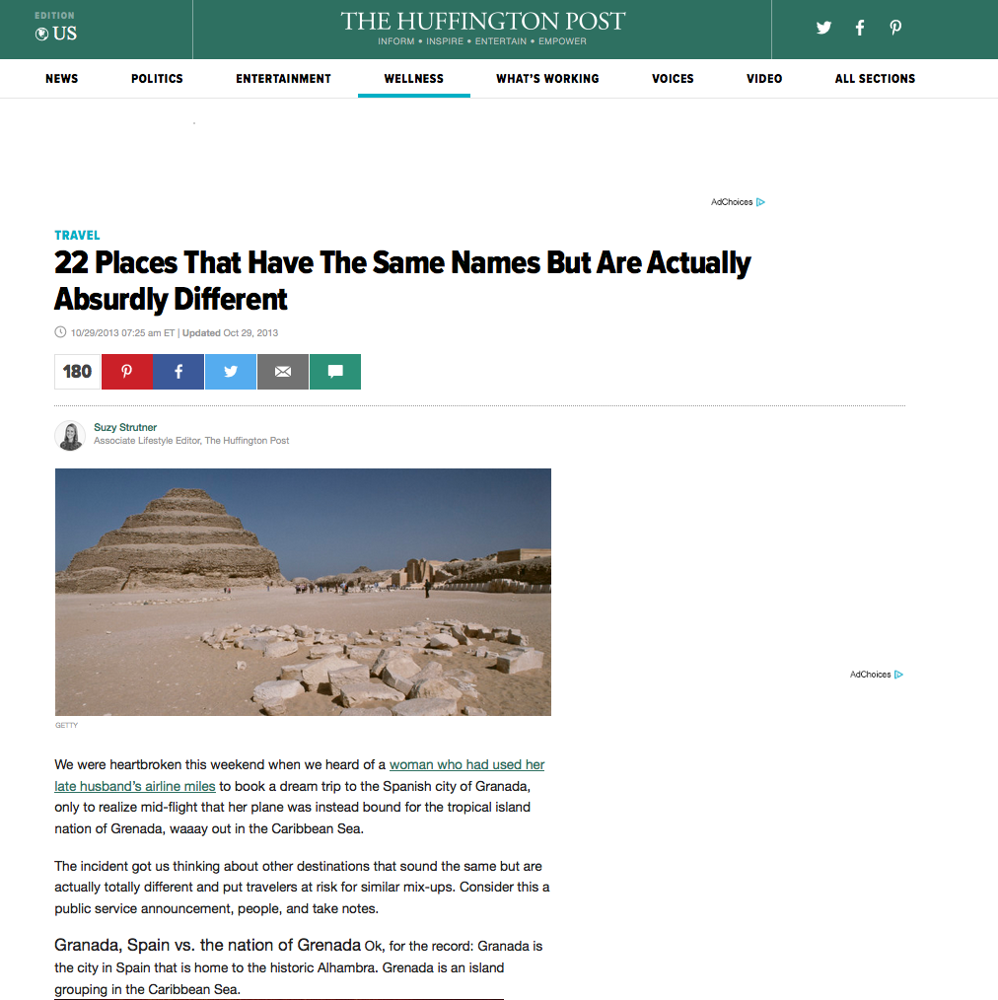 EDITION
US
THE HUFFINGTON POST
INFORM • INSPIRE • ENTERTAIN • EMPOWER
NEWS POLITICS ENTERTAINMENT WELLNESS WHAT'S WORKING VOICES VIDEO ALL SECTIONS
AdChoices
TRAVEL
22 Places That Have The Same Names But Are Actually
Absurdly Different
10/29/2013 07:25 am ET | Updated Oct 29, 2013
180
Suzy Strutner
Associate Lifestyle Editor, The Huffington Post
GETTY
AdChoices
We were heartbroken this weekend when we heard of a woman who had used her
late husband's airline miles to book a dream trip to the Spanish city of Granada,
only to realize mid-flight that her plane was instead bound for the tropical island
nation of Grenada, waaay out in the Caribbean Sea.
The incident got us thinking about other destinations that sound the same but are
actually totally different and put travelers at risk for similar mix-ups. Consider this a
public service announcement, people, and take notes.
Granada, Spain vs. the nation of Grenada Ok, for the record: Granada is
the city in Spain that is home to the historic Alhambra. Grenada is an island
grouping in the Caribbean Sea.